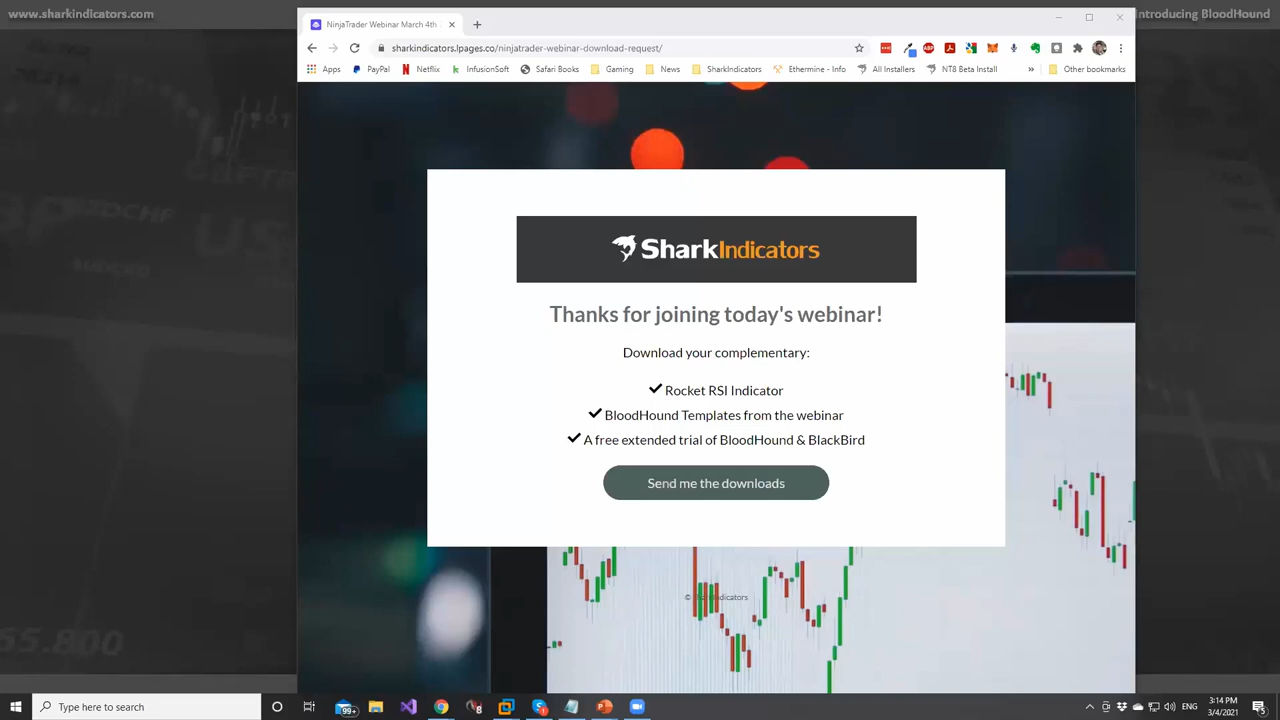 www.sharkindicators.com
Introducing BloodHound
NinjaTrader Webinar March 4th
sharkindicators.lpages.co/ninjatrader-webinar-download-request/
Apps PayPal Netflix InfusionSoft Safari Books Gaming News SharkIndicators Ethermine - Info All Installers NT8 Beta Install » Other bookmarks
SharkIndicators
Thanks for joining today's webinar!
Download your complementary:
Rocket RSI Indicator
BloodHound Templates from the webinar
A free extended trial of BloodHound & BlackBird
Send me the downloads
65.800
Type here to search
99+
ENG
3:14 PM
3/4/2021